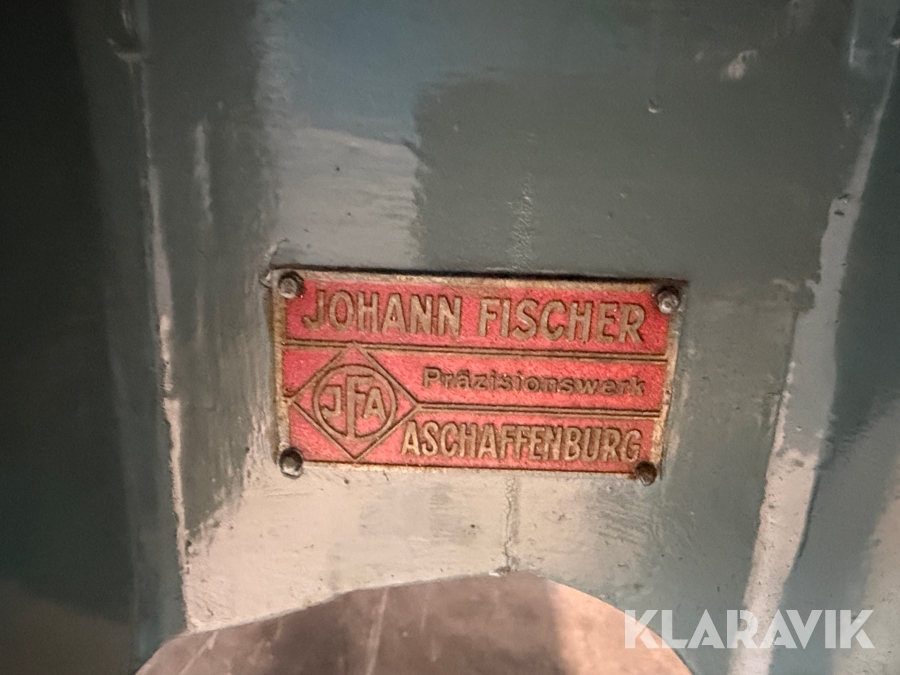 JOHANN FISCHER
Präzisionswerk
JFA
ASCHAFFENBURG
KLARAVIK